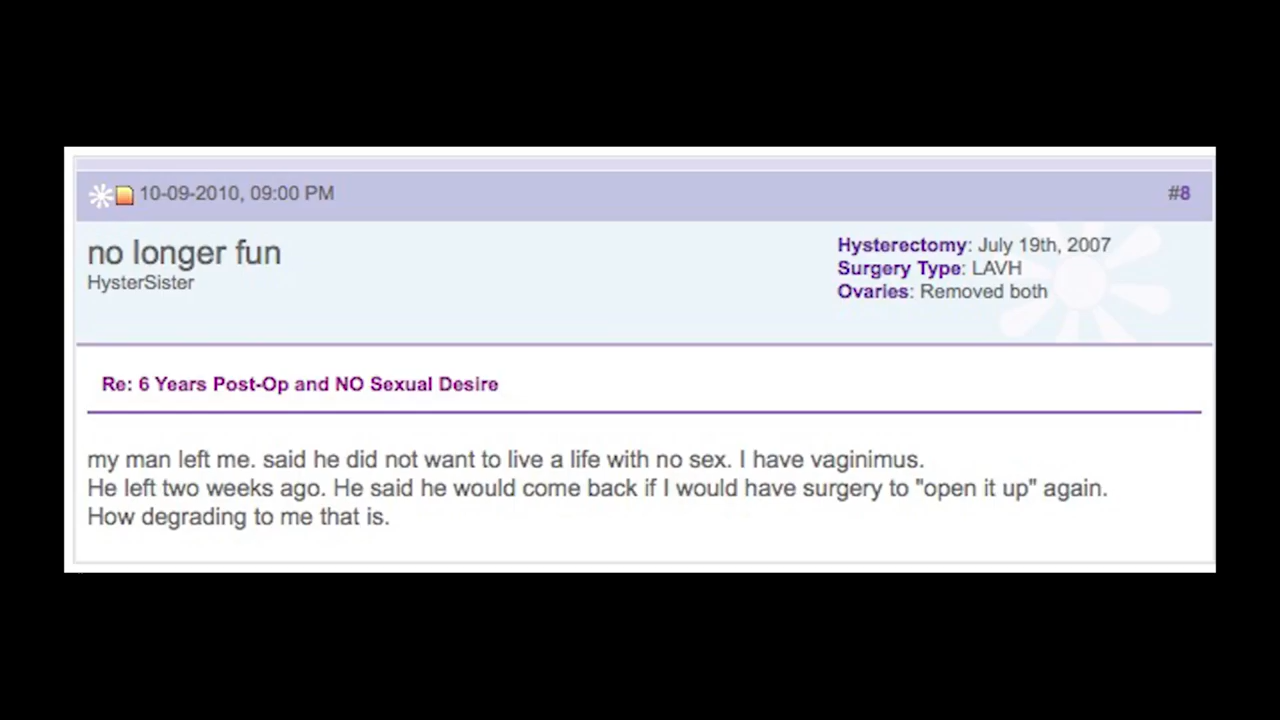 10-09-2010, 09:00 PM #8
no longer fun
HysterSister
Hysterectomy: July 19th, 2007
Surgery Type: LAVH
Ovaries: Removed both
Re: 6 Years Post-Op and NO Sexual Desire
my man left me. said he did not want to live a life with no sex. I have vaginimus.
He left two weeks ago. He said he would come back if I would have surgery to "open it up" again.
How degrading to me that is.